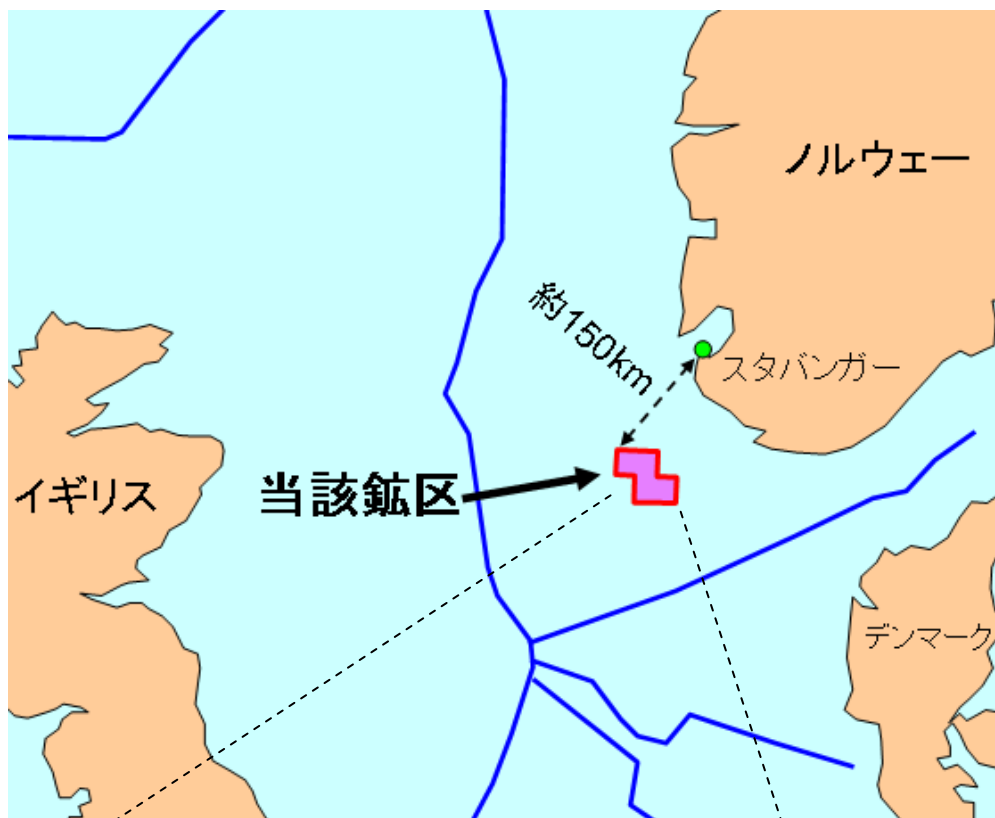 ノルウェー
約150km
スタバンガー
当該鉱区
イギリス
デンマーク